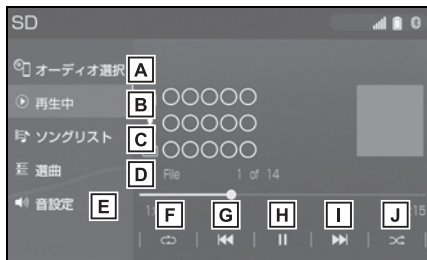 SD
オーディオ選択 A
再生中 B
ソングリスト C
選曲 D
音設定 E
○○○○○
○○○○○
○○○○○
File 1 of 14
F G H I J